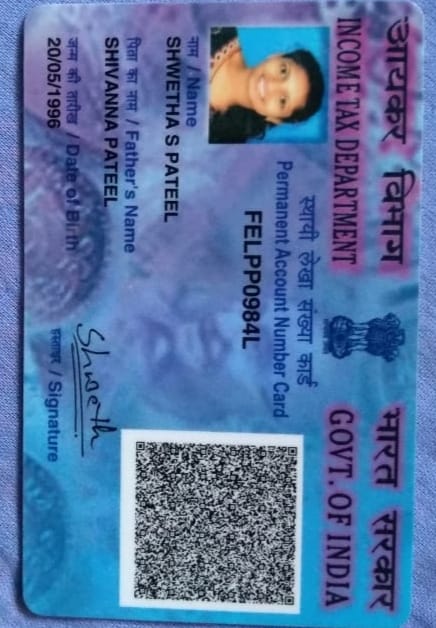 आयकर विभाग
INCOME TAX DEPARTMENT
भारत सरकार
GOVT. OF INDIA
स्थायी लेखा संख्या कार्ड
Permanent Account Number Card
FELPP0984L
नाम / Name
SHWETHA S PATEEL
पिता का नाम / Father's Name
SHIVANNA PATEEL
जन्म की तारीख / Date of Birth
20/05/1996
Shweth
हस्ताक्षर / Signature